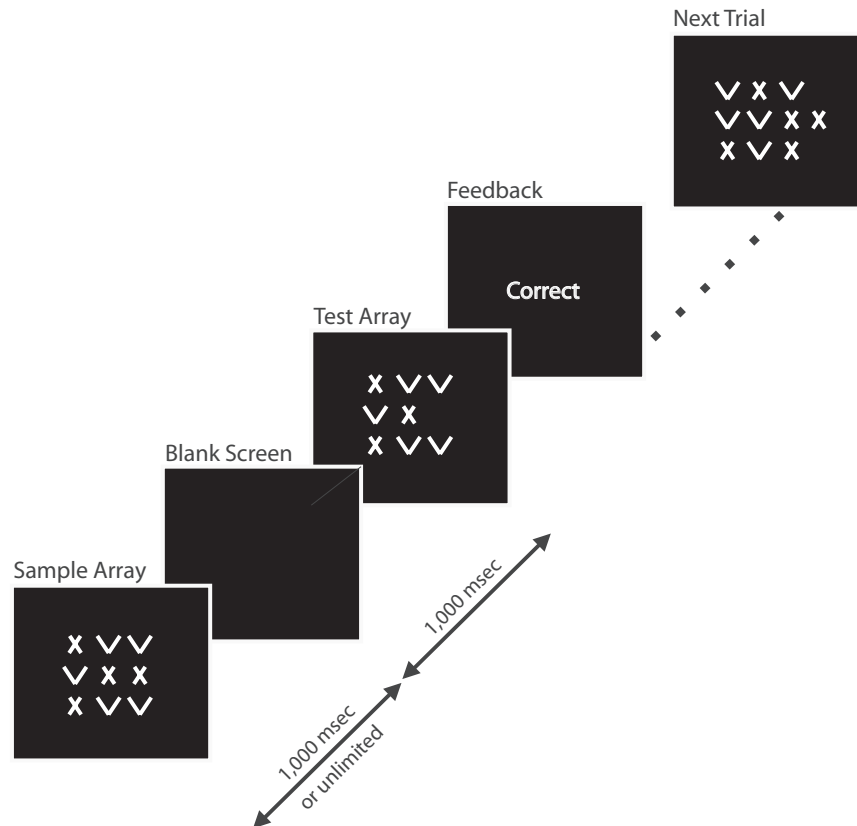 Next Trial
V X V
V V X X
X V X
Feedback
Correct
Test Array
X V V
V X
X V V
Blank Screen
Sample Array
X V V
V X X
X V V
1,000 msec
1,000 msec
or unlimited